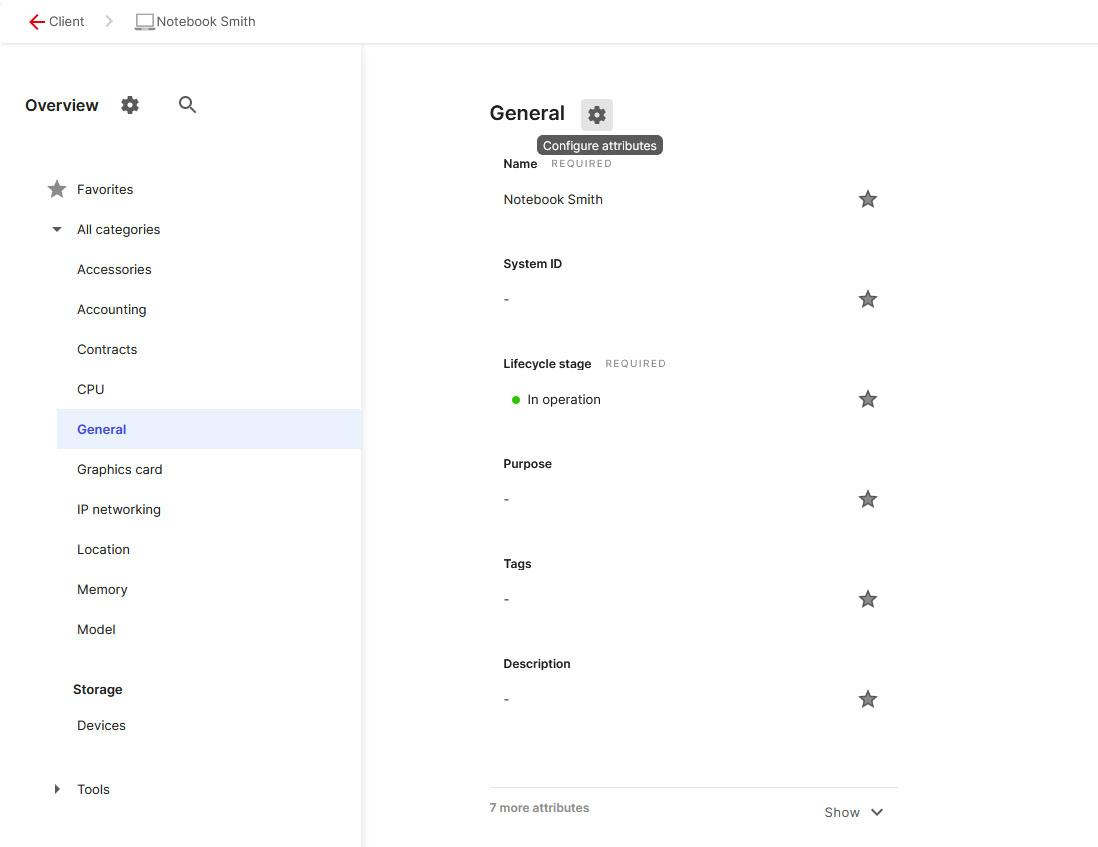 Client
Notebook Smith
Overview
Favorites
All categories
Accessories
Accounting
Contracts
CPU
General
Graphics card
IP networking
Location
Memory
Model
Storage
Devices
Tools
General
Configure attributes
Name REQUIRED
Notebook Smith
System ID
-
Lifecycle stage REQUIRED
In operation
Purpose
-
Tags
-
Description
-
7 more attributes
Show